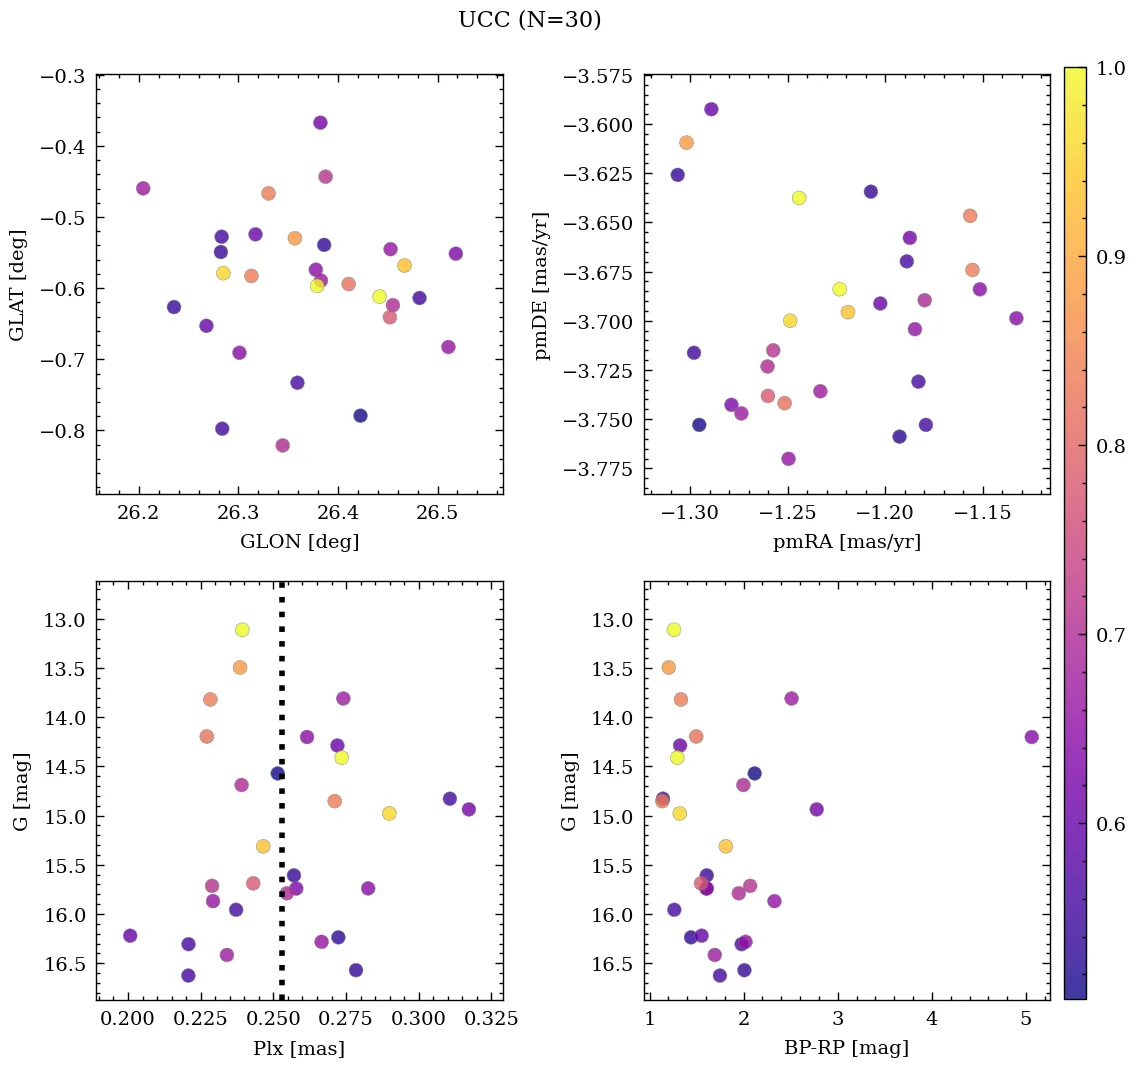 UCC (N=30)
−0.3
−0.4
−0.5
−0.6
−0.7
−0.8
GLAT [deg]
26.2 26.3 26.4 26.5
GLON [deg]
−3.575
−3.600
−3.625
−3.650
−3.675
−3.700
−3.725
−3.750
−3.775
pmDE [mas/yr]
−1.30 −1.25 −1.20 −1.15
pmRA [mas/yr]
1.0
0.9
0.8
0.7
0.6
13.0
13.5
14.0
14.5
15.0
15.5
16.0
16.5
G [mag]
0.200 0.225 0.250 0.275 0.300 0.325
Plx [mas]
13.0
13.5
14.0
14.5
15.0
15.5
16.0
16.5
G [mag]
1 2 3 4 5
BP-RP [mag]